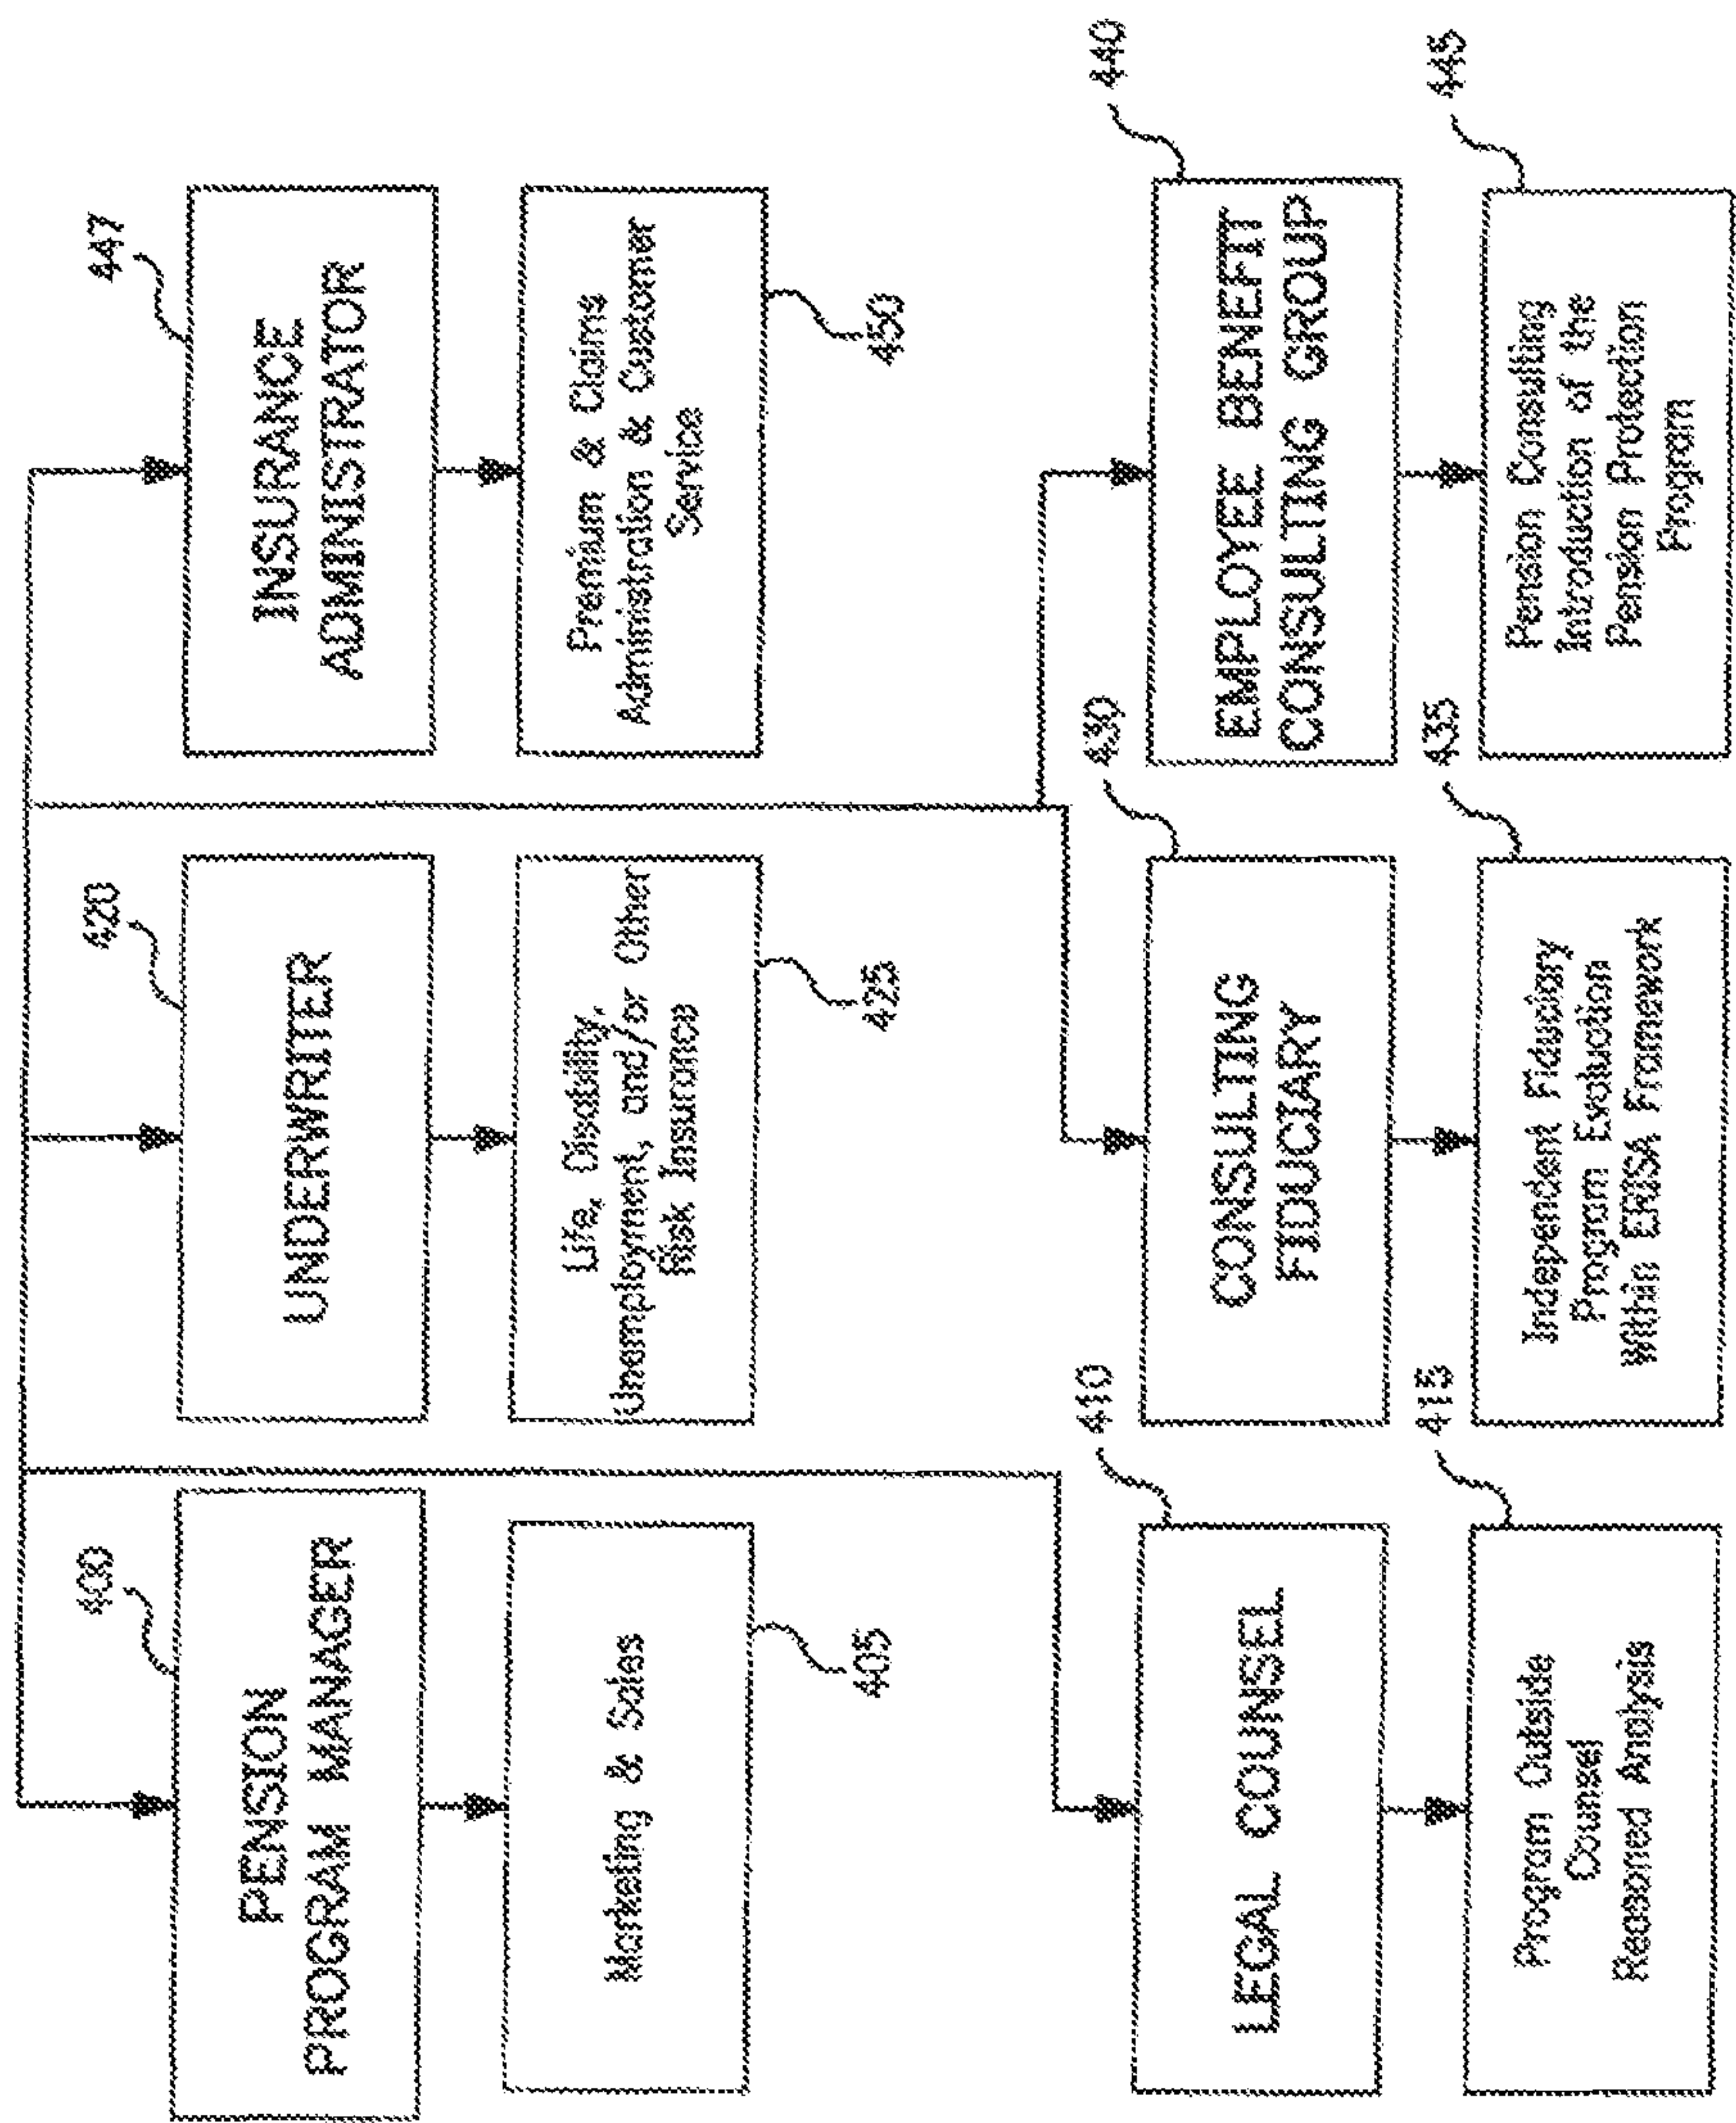 400
PENSION
PROGRAM MANAGER
Marketing & Sales
405
420
UNDERWRITER
Life, Disability,
Unemployment, and/or Other
Risk Insurance
425
447
INSURANCE
ADMINISTRATOR
Premium & Claims
Administration & Customer
Service
450
410
LEGAL COUNSEL
415
Program Outside
Counsel
Reasoned Analysis
430
CONSULTING
FIDUCIARY
435
Independent Fiduciary
Program Evaluation
Within ERISA Framework
440
EMPLOYEE BENEFIT
CONSULTING GROUP
445
Pension Consulting
Introduction of the
Pension Protection
Program